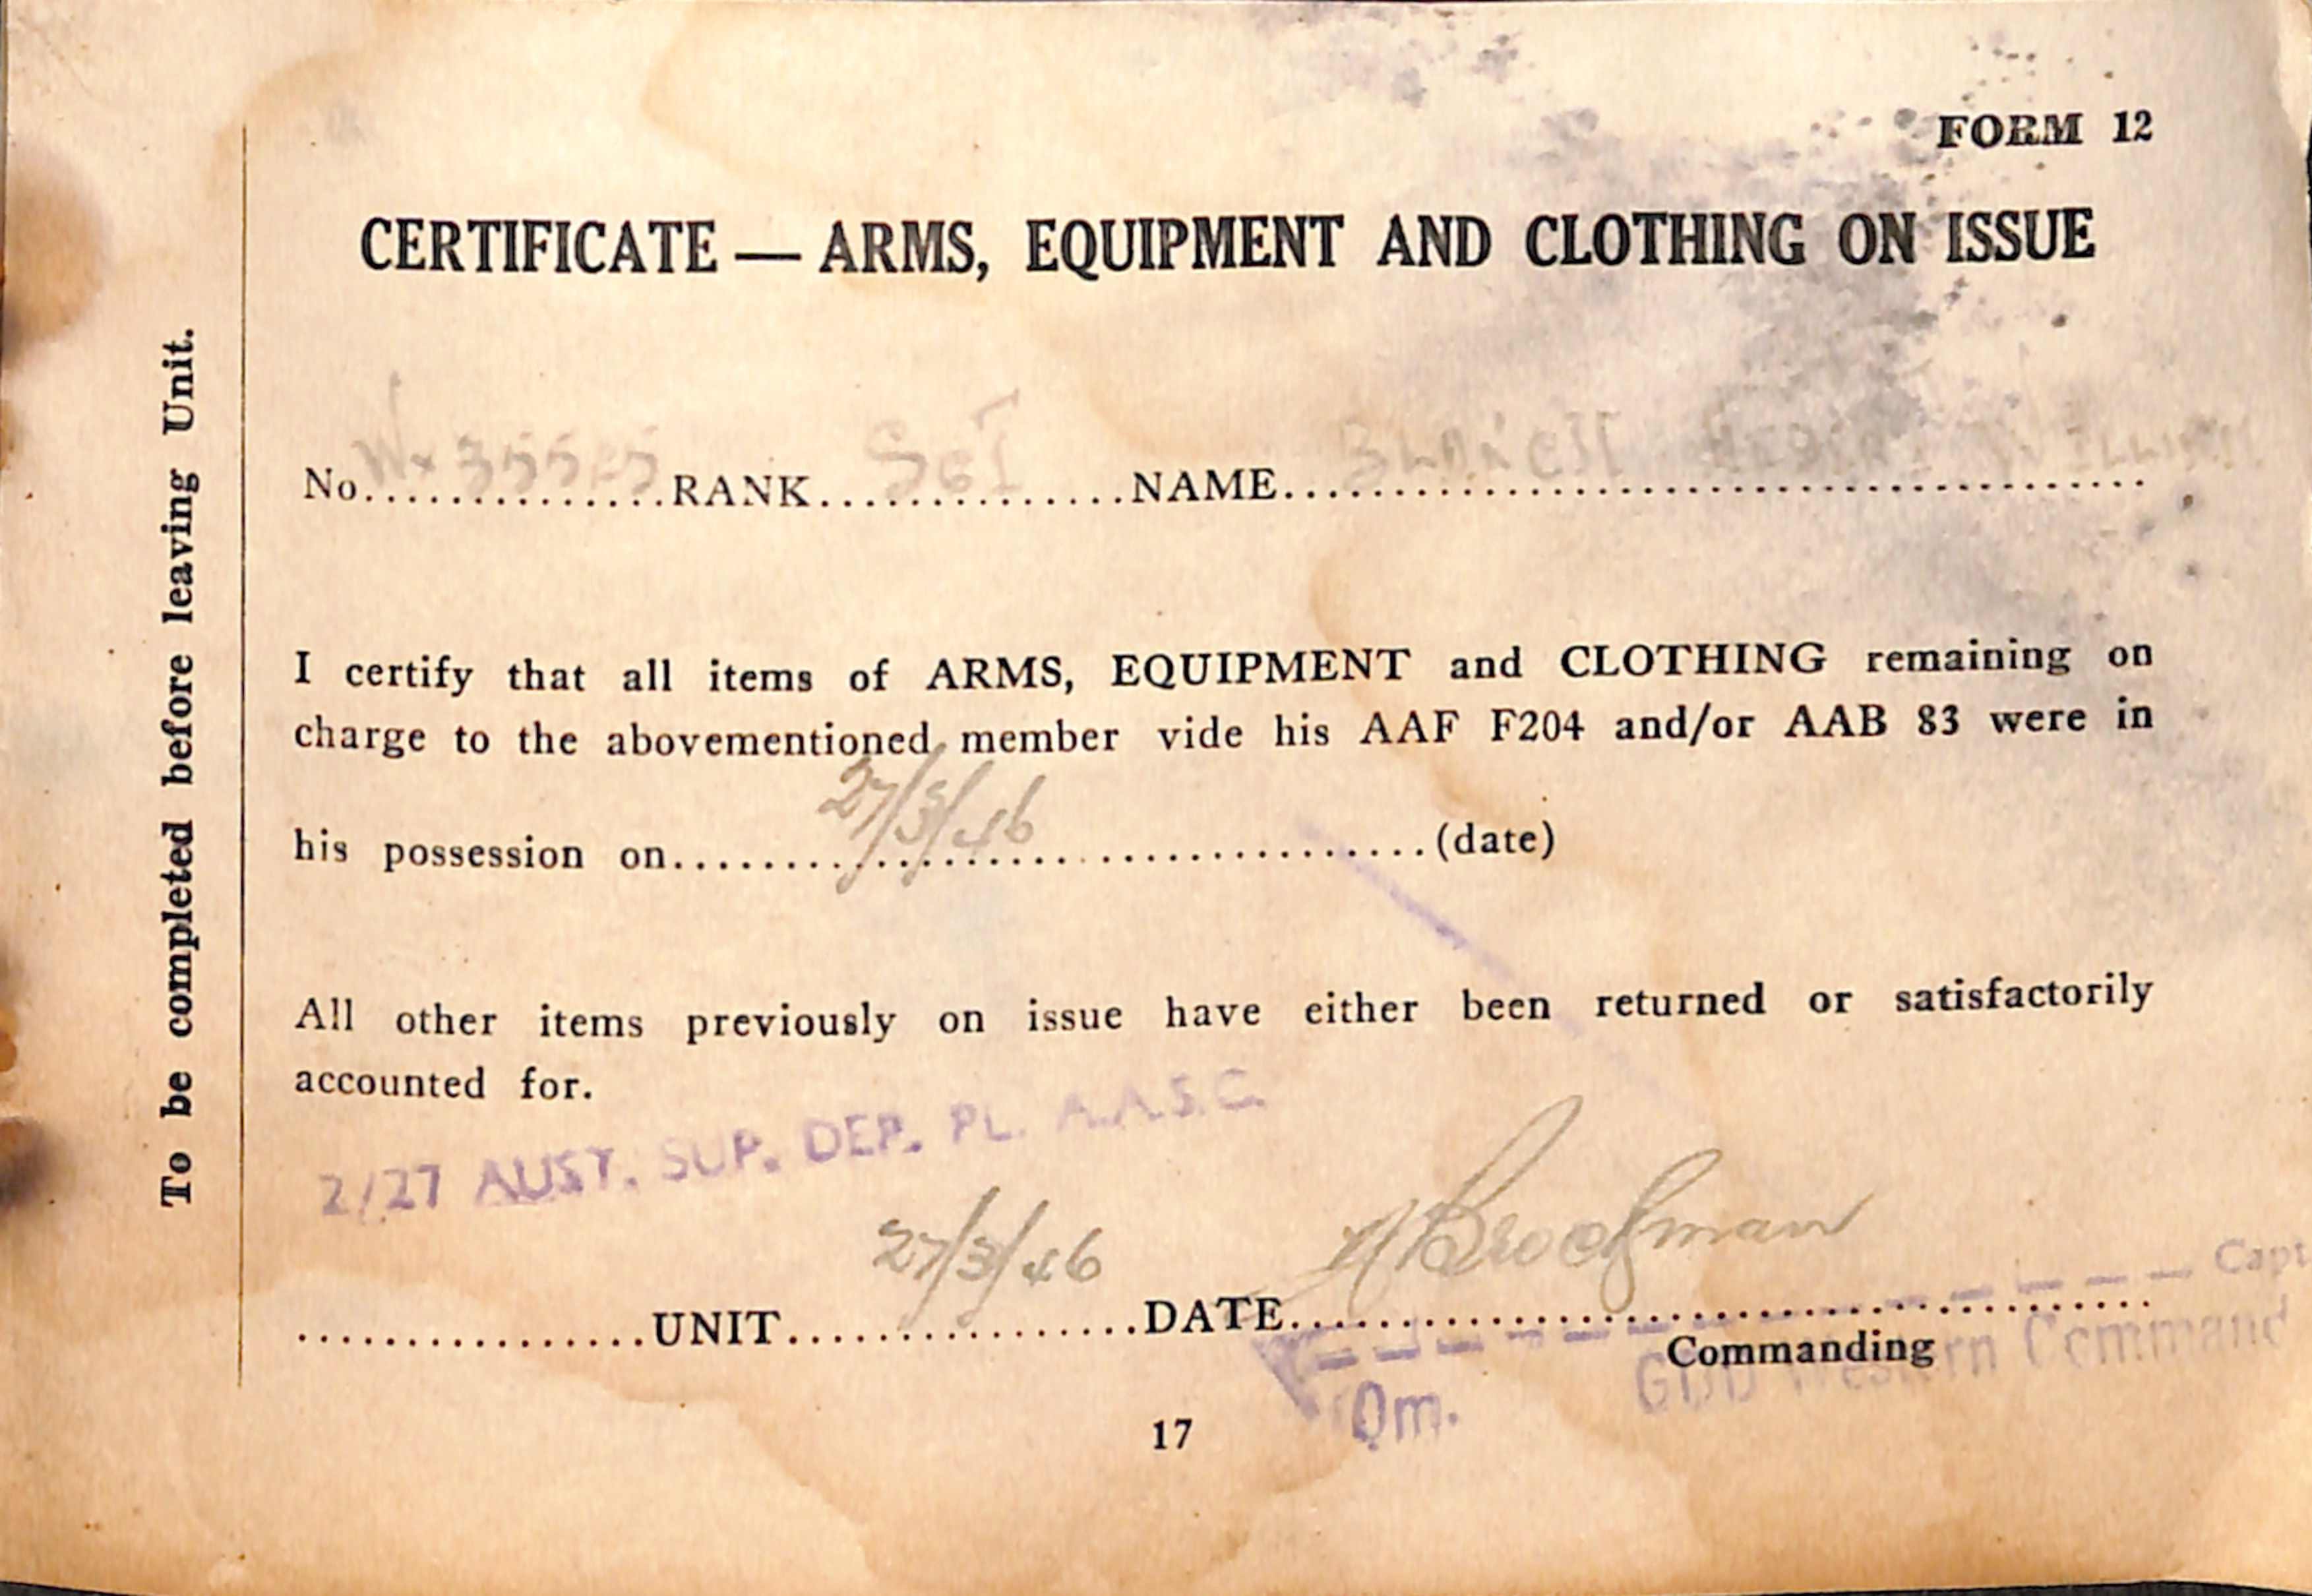 FORM 12
CERTIFICATE — ARMS, EQUIPMENT AND CLOTHING ON ISSUE
To be completed before leaving Unit.
No. ............... RANK Sgt ............... NAME ............... WILLIAM
I certify that all items of ARMS, EQUIPMENT and CLOTHING remaining on
charge to the abovementioned member vide his AAF F204 and/or AAB 83 were in
27/3/46
his possession on........................................(date)
All other items previously on issue have either been returned or satisfactorily
accounted for.
2/27 AUST. SUP. DEP. PL. A.A.S.C.
27/3/46
Capt
.................UNIT.................DATE...........................................
Commanding
GDD Western Command
Qm.
17